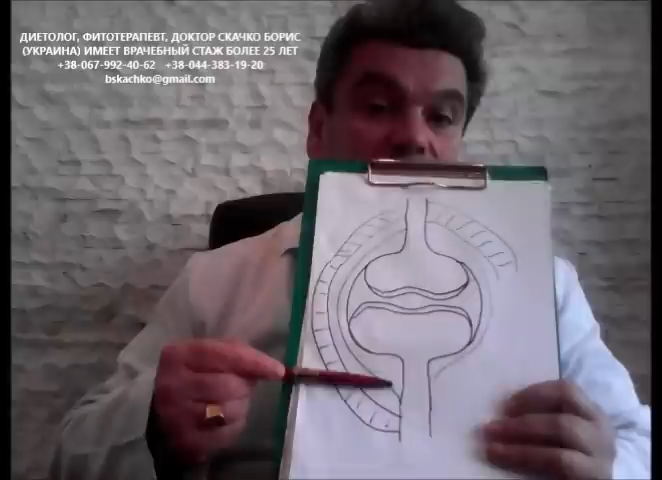 ДИЕТОЛОГ, ФИТОТЕРАПЕВТ, ДОКТОР СКАЧКО БОРИС
(УКРАИНА) ИМЕЕТ ВРАЧЕБНЫЙ СТАЖ БОЛЕЕ 25 ЛЕТ
+38-067-992-40-62 +38-044-383-19-20
bskachko@gmail.com